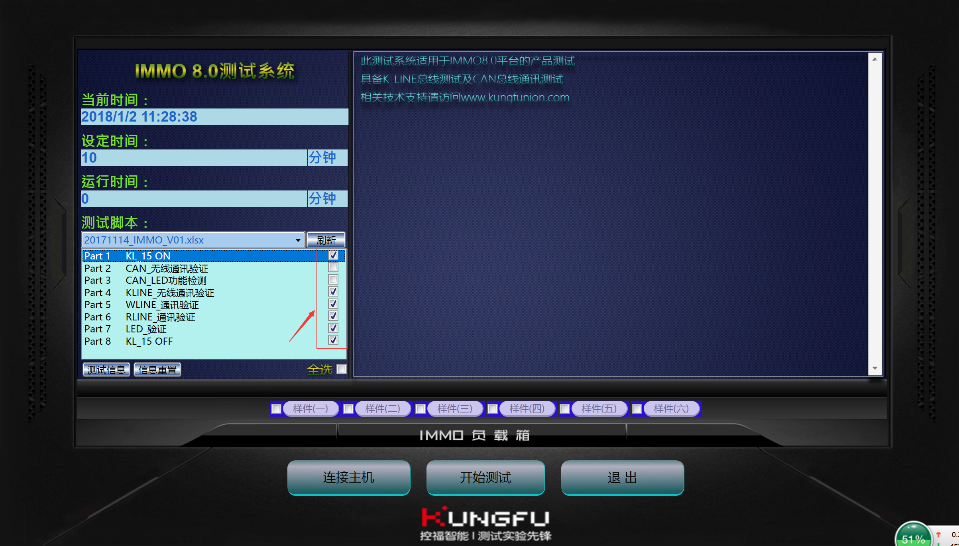 IMMO 8.0测试系统
当前时间：
2018/1/2 11:28:38
设定时间：
10 分钟
运行时间：
0 分钟
测试脚本：
20171114_IMMO_V01.xlsx 刷新
Part 1 KL_15 ON
Part 2 CAN_无线通讯验证
Part 3 CAN_LED功能检测
Part 4 KLINE_无线通讯验证
Part 5 WLINE_通讯验证
Part 6 RLINE_通讯验证
Part 7 LED_验证
Part 8 KL_15 OFF
测试信息 信息重置 全选
此测试系统适用于IMMO8.0平台的产品测试
具备K_LINE总线测试及CAN总线通讯测试
相关技术支持请访问www.kungfunion.com
样件(一) 样件(二) 样件(三) 样件(四) 样件(五) 样件(六)
IMMO 负载箱
连接主机 开始测试 退出
KUNGFU
控福智能 | 测试实验先锋
51%